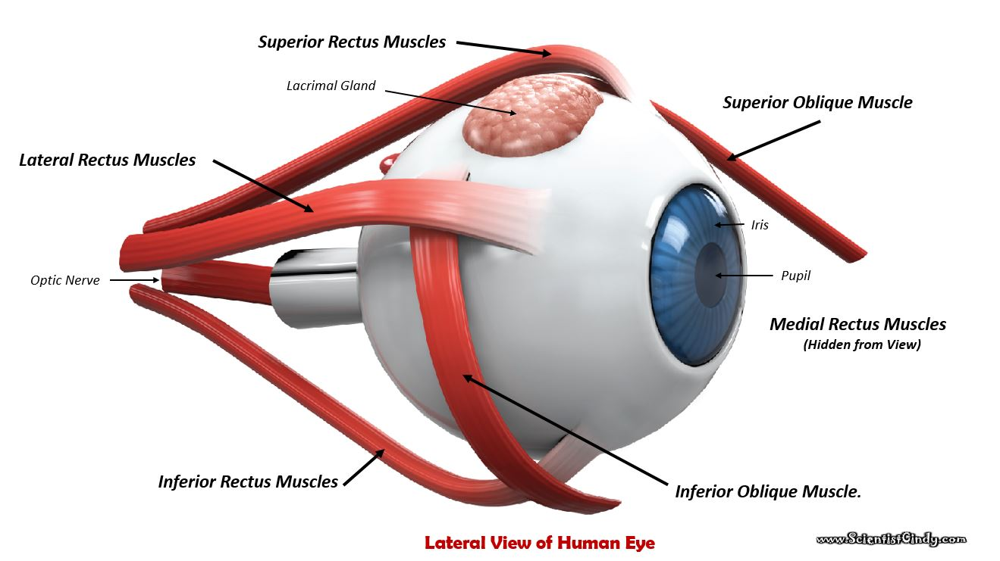 Superior Rectus Muscles
Lacrimal Gland
Superior Oblique Muscle
Lateral Rectus Muscles
Iris
Optic Nerve
Pupil
Medial Rectus Muscles
(Hidden from View)
Inferior Rectus Muscles
Inferior Oblique Muscle.
Lateral View of Human Eye
www.ScientistCindy.com